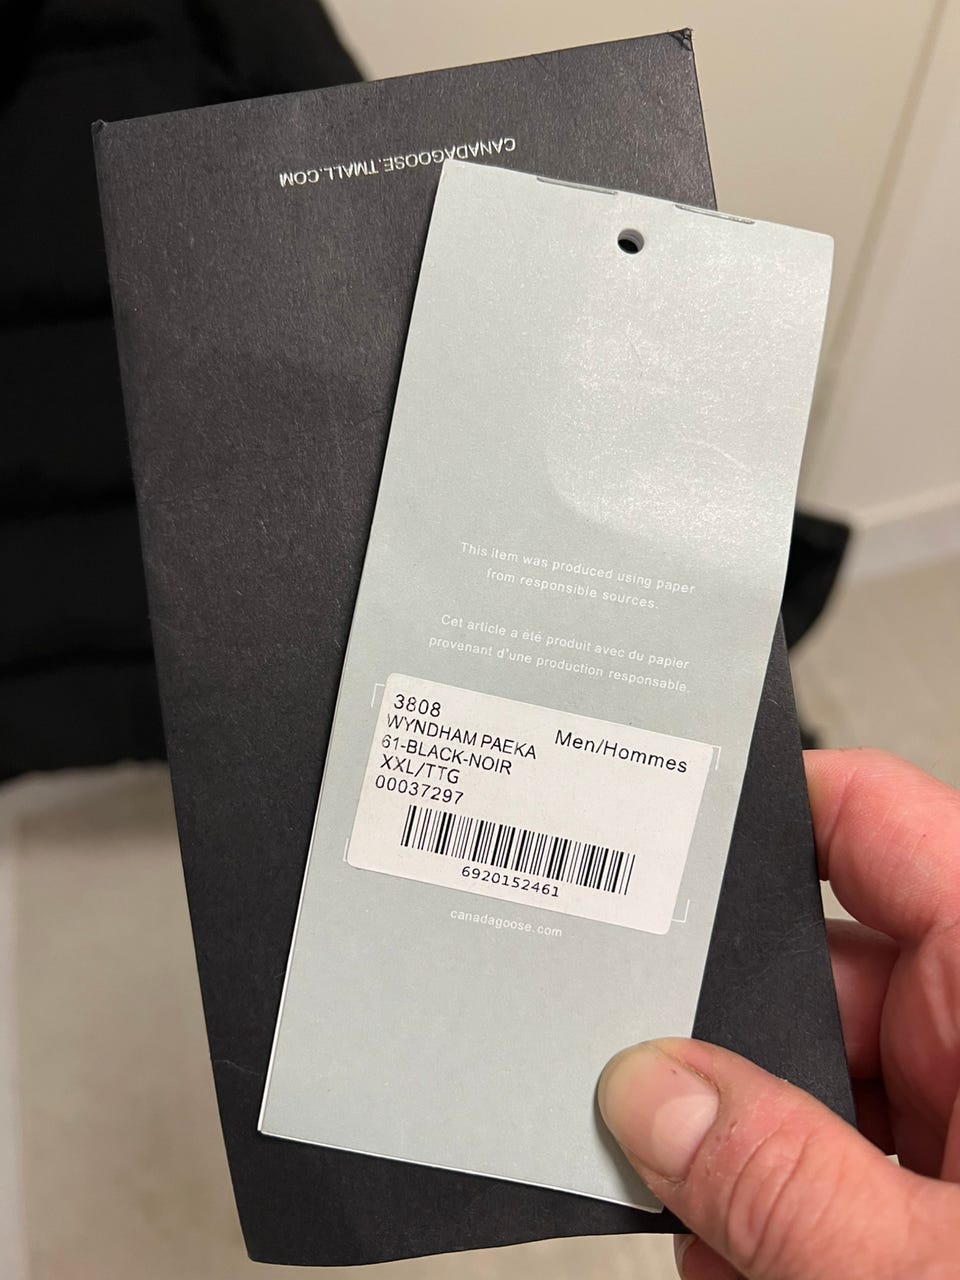 CANADAGOOSE.TMALL.COM
This item was produced using paper
from responsible sources.
Cet article a été produit avec du papier
provenant d'une production responsable.
3808
WYNDHAM PAEKA
Men/Hommes
61-BLACK-NOIR
XXL/TTG
00037297
6920152461
canadagoose.com